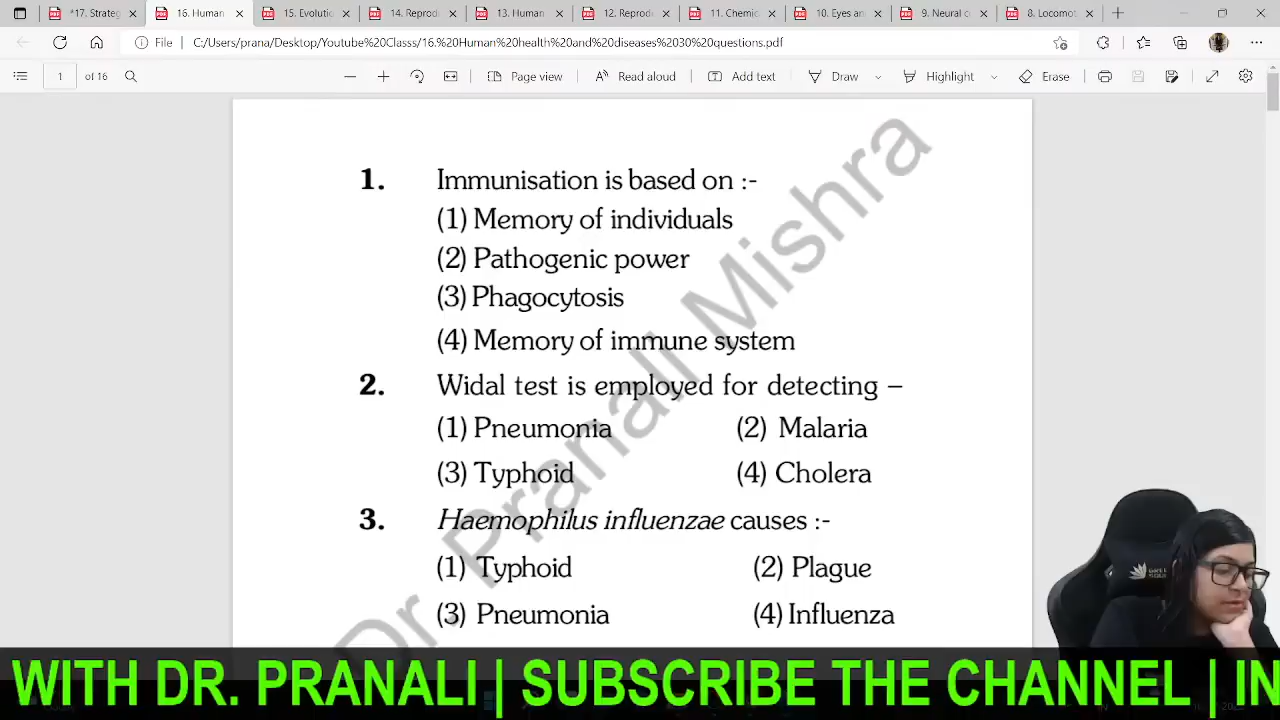 *17. Strateg
16. Human
15. Evolutic
14. Reprod
13. Human
12. Reprod
11. Chemic
10. Eyes an
9. Neural c
8. Locomot
File
C:/Users/prana/Desktop/Youtube%20Classs/16.%20Human%20health%20and%20diseases%2030%20questions.pdf
1 of 16
Page view
Read aloud
Add text
Draw
Highlight
Erase
1. Immunisation is based on :-
(1) Memory of individuals
(2) Pathogenic power
(3) Phagocytosis
(4) Memory of immune system
2. Widal test is employed for detecting –
(1) Pneumonia (2) Malaria
(3) Typhoid (4) Cholera
3. Haemophilus influenzae causes :-
(1) Typhoid (2) Plague
(3) Pneumonia (4) Influenza
Dr. Pranali Mishra
WITH DR. PRANALI | SUBSCRIBE THE CHANNEL | IN